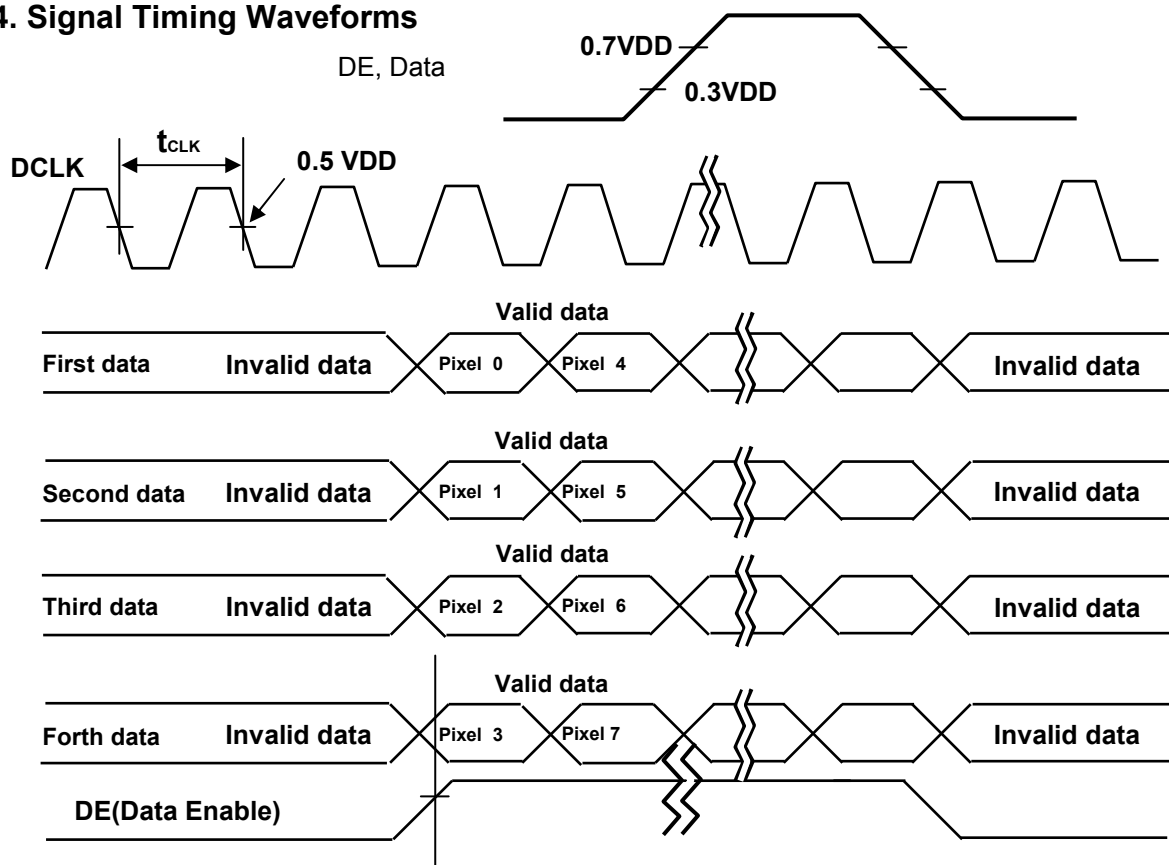 4. Signal Timing Waveforms
DE, Data
0.7VDD
0.3VDD
DCLK
tCLK
0.5 VDD
Valid data
First data
Invalid data
Pixel 0
Pixel 4
Invalid data
Valid data
Second data
Invalid data
Pixel 1
Pixel 5
Invalid data
Valid data
Third data
Invalid data
Pixel 2
Pixel 6
Invalid data
Valid data
Forth data
Invalid data
Pixel 3
Pixel 7
Invalid data
DE(Data Enable)